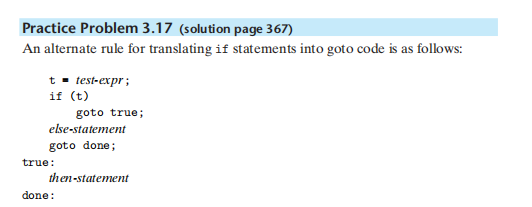 Practice Problem 3.17 (solution page 367)
An alternate rule for translating if statements into goto code is as follows:
t = test-expr;
if (t)
goto true;
else-statement
goto done;
true:
then-statement
done: